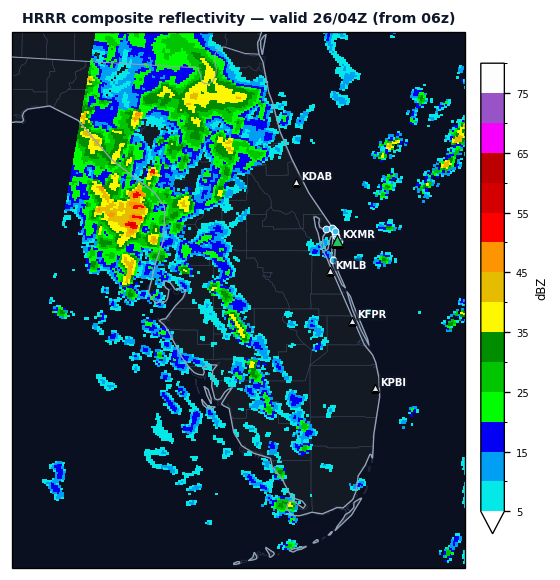 HRRR composite reflectivity — valid 26/04Z (from 06z)
KDAB
KXMR
KMLB
KFPR
KPBI
75
65
55
45
35
25
15
5
dBZ